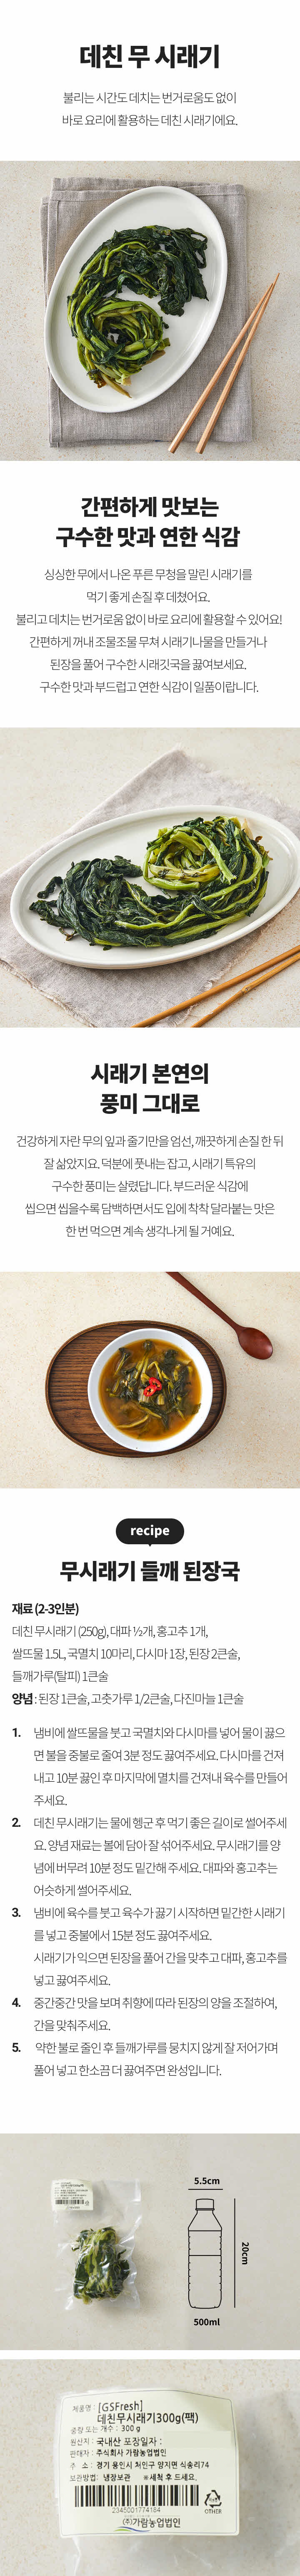 데친 무 시래기
불리는 시간도 데치는 번거로움도 없이
바로 요리에 활용하는 데친 시래기에요.
간편하게 맛보는
구수한 맛과 연한 식감
싱싱한 무에서 나온 푸른 무청을 말린 시래기를
먹기 좋게 손질 후 데쳤어요.
불리고 데치는 번거로움 없이 바로 요리에 활용할 수 있어요!
간편하게 꺼내 조물조물 무쳐 시래기나물을 만들거나
된장을 풀어 구수한 시래깃국을 끓여보세요.
구수한 맛과 부드럽고 연한 식감이 일품이랍니다.
시래기 본연의
풍미 그대로
건강하게 자란 무의 잎과 줄기만을 엄선, 깨끗하게 손질 한 뒤
잘 삶았지요. 덕분에 풋내는 잡고, 시래기 특유의
구수한 풍미는 살렸답니다. 부드러운 식감에
씹으면 씹을수록 담백하면서도 입에 착착 달라붙는 맛은
한 번 먹으면 계속 생각나게 될 거예요.
recipe
무시래기 들깨 된장국
재료 (2-3인분)
데친 무시래기 (250g), 대파 ½개, 홍고추 1개,
쌀뜨물 1.5L, 국멸치 10마리, 다시마 1장, 된장 2큰술,
들깨가루(탈피) 1큰술
양념 : 된장 1큰술, 고춧가루 1/2큰술, 다진마늘 1큰술
1. 냄비에 쌀뜨물을 붓고 국멸치와 다시마를 넣어 물이 끓으
면 불을 중불로 줄여 3분 정도 끓여주세요. 다시마를 건져
내고 10분 끓인 후 마지막에 멸치를 건져내 육수를 만들어
주세요.
2. 데친 무시래기는 물에 헹군 후 먹기 좋은 길이로 썰어주세
요. 양념 재료는 볼에 담아 잘 섞어주세요. 무시래기를 양
념에 버무려 10분 정도 밑간해 주세요. 대파와 홍고추는
어슷하게 썰어주세요.
3. 냄비에 육수를 붓고 육수가 끓기 시작하면 밑간한 시래기
를 넣고 중불에서 15분 정도 끓여주세요.
시래기가 익으면 된장을 풀어 간을 맞추고 대파, 홍고추를
넣고 끓여주세요.
4. 중간중간 맛을 보며 취향에 따라 된장의 양을 조절하여,
간을 맞춰주세요.
5. 약한 불로 줄인 후 들깨가루를 뭉치지 않게 잘 저어가며
풀어 넣고 한소끔 더 끓여주면 완성입니다.
5.5cm
20cm
500ml
제품명 : [GSFresh]
데친무시래기300g(팩)
중량 또는 개수 : 300 g
원산지 : 국내산 포장일자 :
판매자 : 주식회사 가람농업법인
주 소 : 경기 용인시 처인구 양지면 식송리74
보관방법: 냉장보관 ※세척 후 드세요.
2345001774184
OTHER
(주)가람농업법인